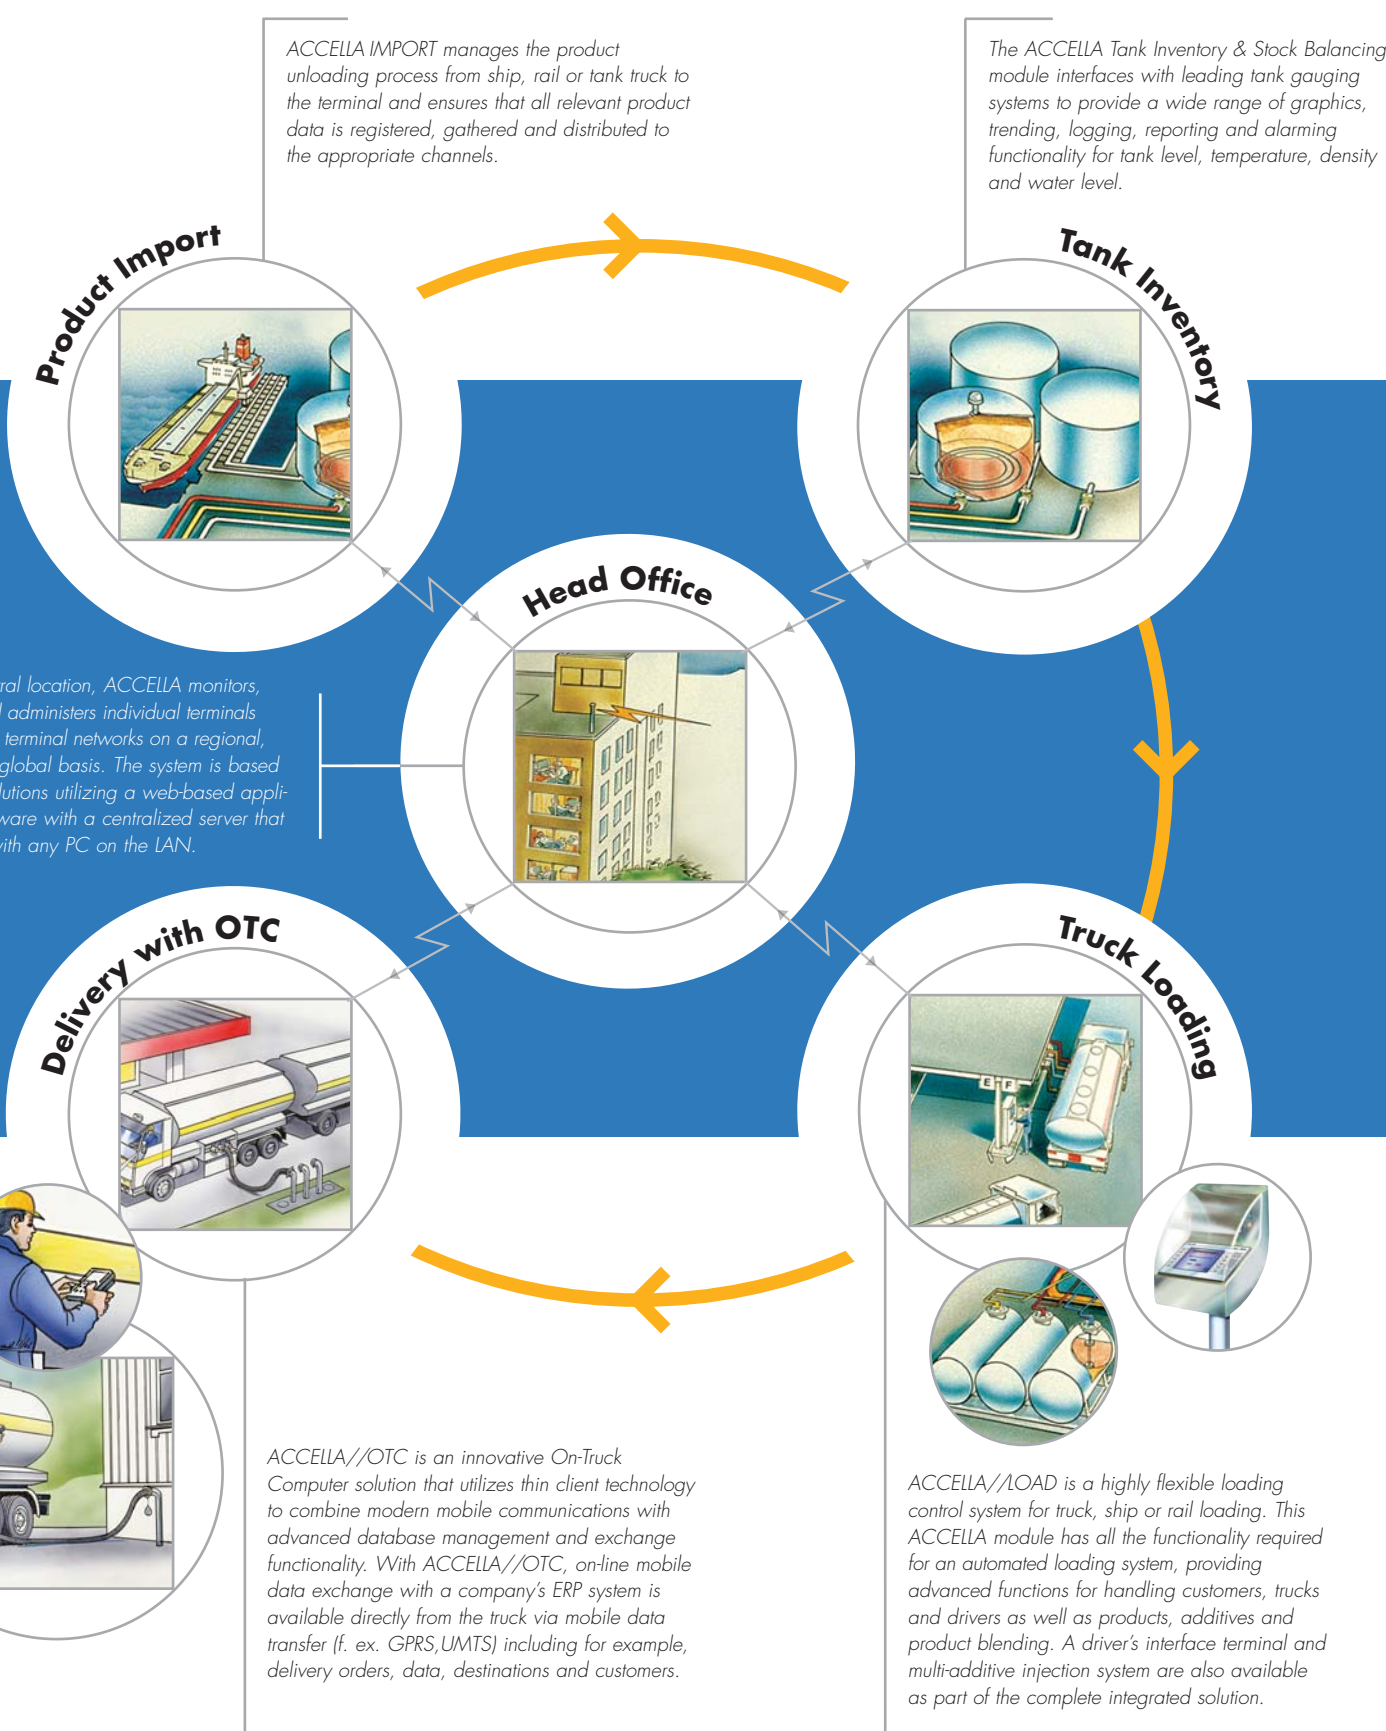 ACCELLA IMPORT manages the product
unloading process from ship, rail or tank truck to
the terminal and ensures that all relevant product
data is registered, gathered and distributed to
the appropriate channels.
The ACCELLA Tank Inventory & Stock Balancing
module interfaces with leading tank gauging
systems to provide a wide range of graphics,
trending, logging, reporting and alarming
functionality for tank level, temperature, density
and water level.
Product Import
Tank Inventory
Head Office
location, ACCELLA monitors,
administers individual terminals
terminal networks on a regional,
global basis. The system is based
utilizing a web-based appli-
with a centralized server that
with any PC on the LAN.
Delivery with OTC
Truck Loading
E F
ACCELLA//OTC is an innovative On-Truck
Computer solution that utilizes thin client technology
to combine modern mobile communications with
advanced database management and exchange
functionality. With ACCELLA//OTC, on-line mobile
data exchange with a company's ERP system is
available directly from the truck via mobile data
transfer (f. ex. GPRS,UMTS) including for example,
delivery orders, data, destinations and customers.
ACCELLA//LOAD is a highly flexible loading
control system for truck, ship or rail loading. This
ACCELLA module has all the functionality required
for an automated loading system, providing
advanced functions for handling customers, trucks
and drivers as well as products, additives and
product blending. A driver's interface terminal and
multi-additive injection system are also available
as part of the complete integrated solution.